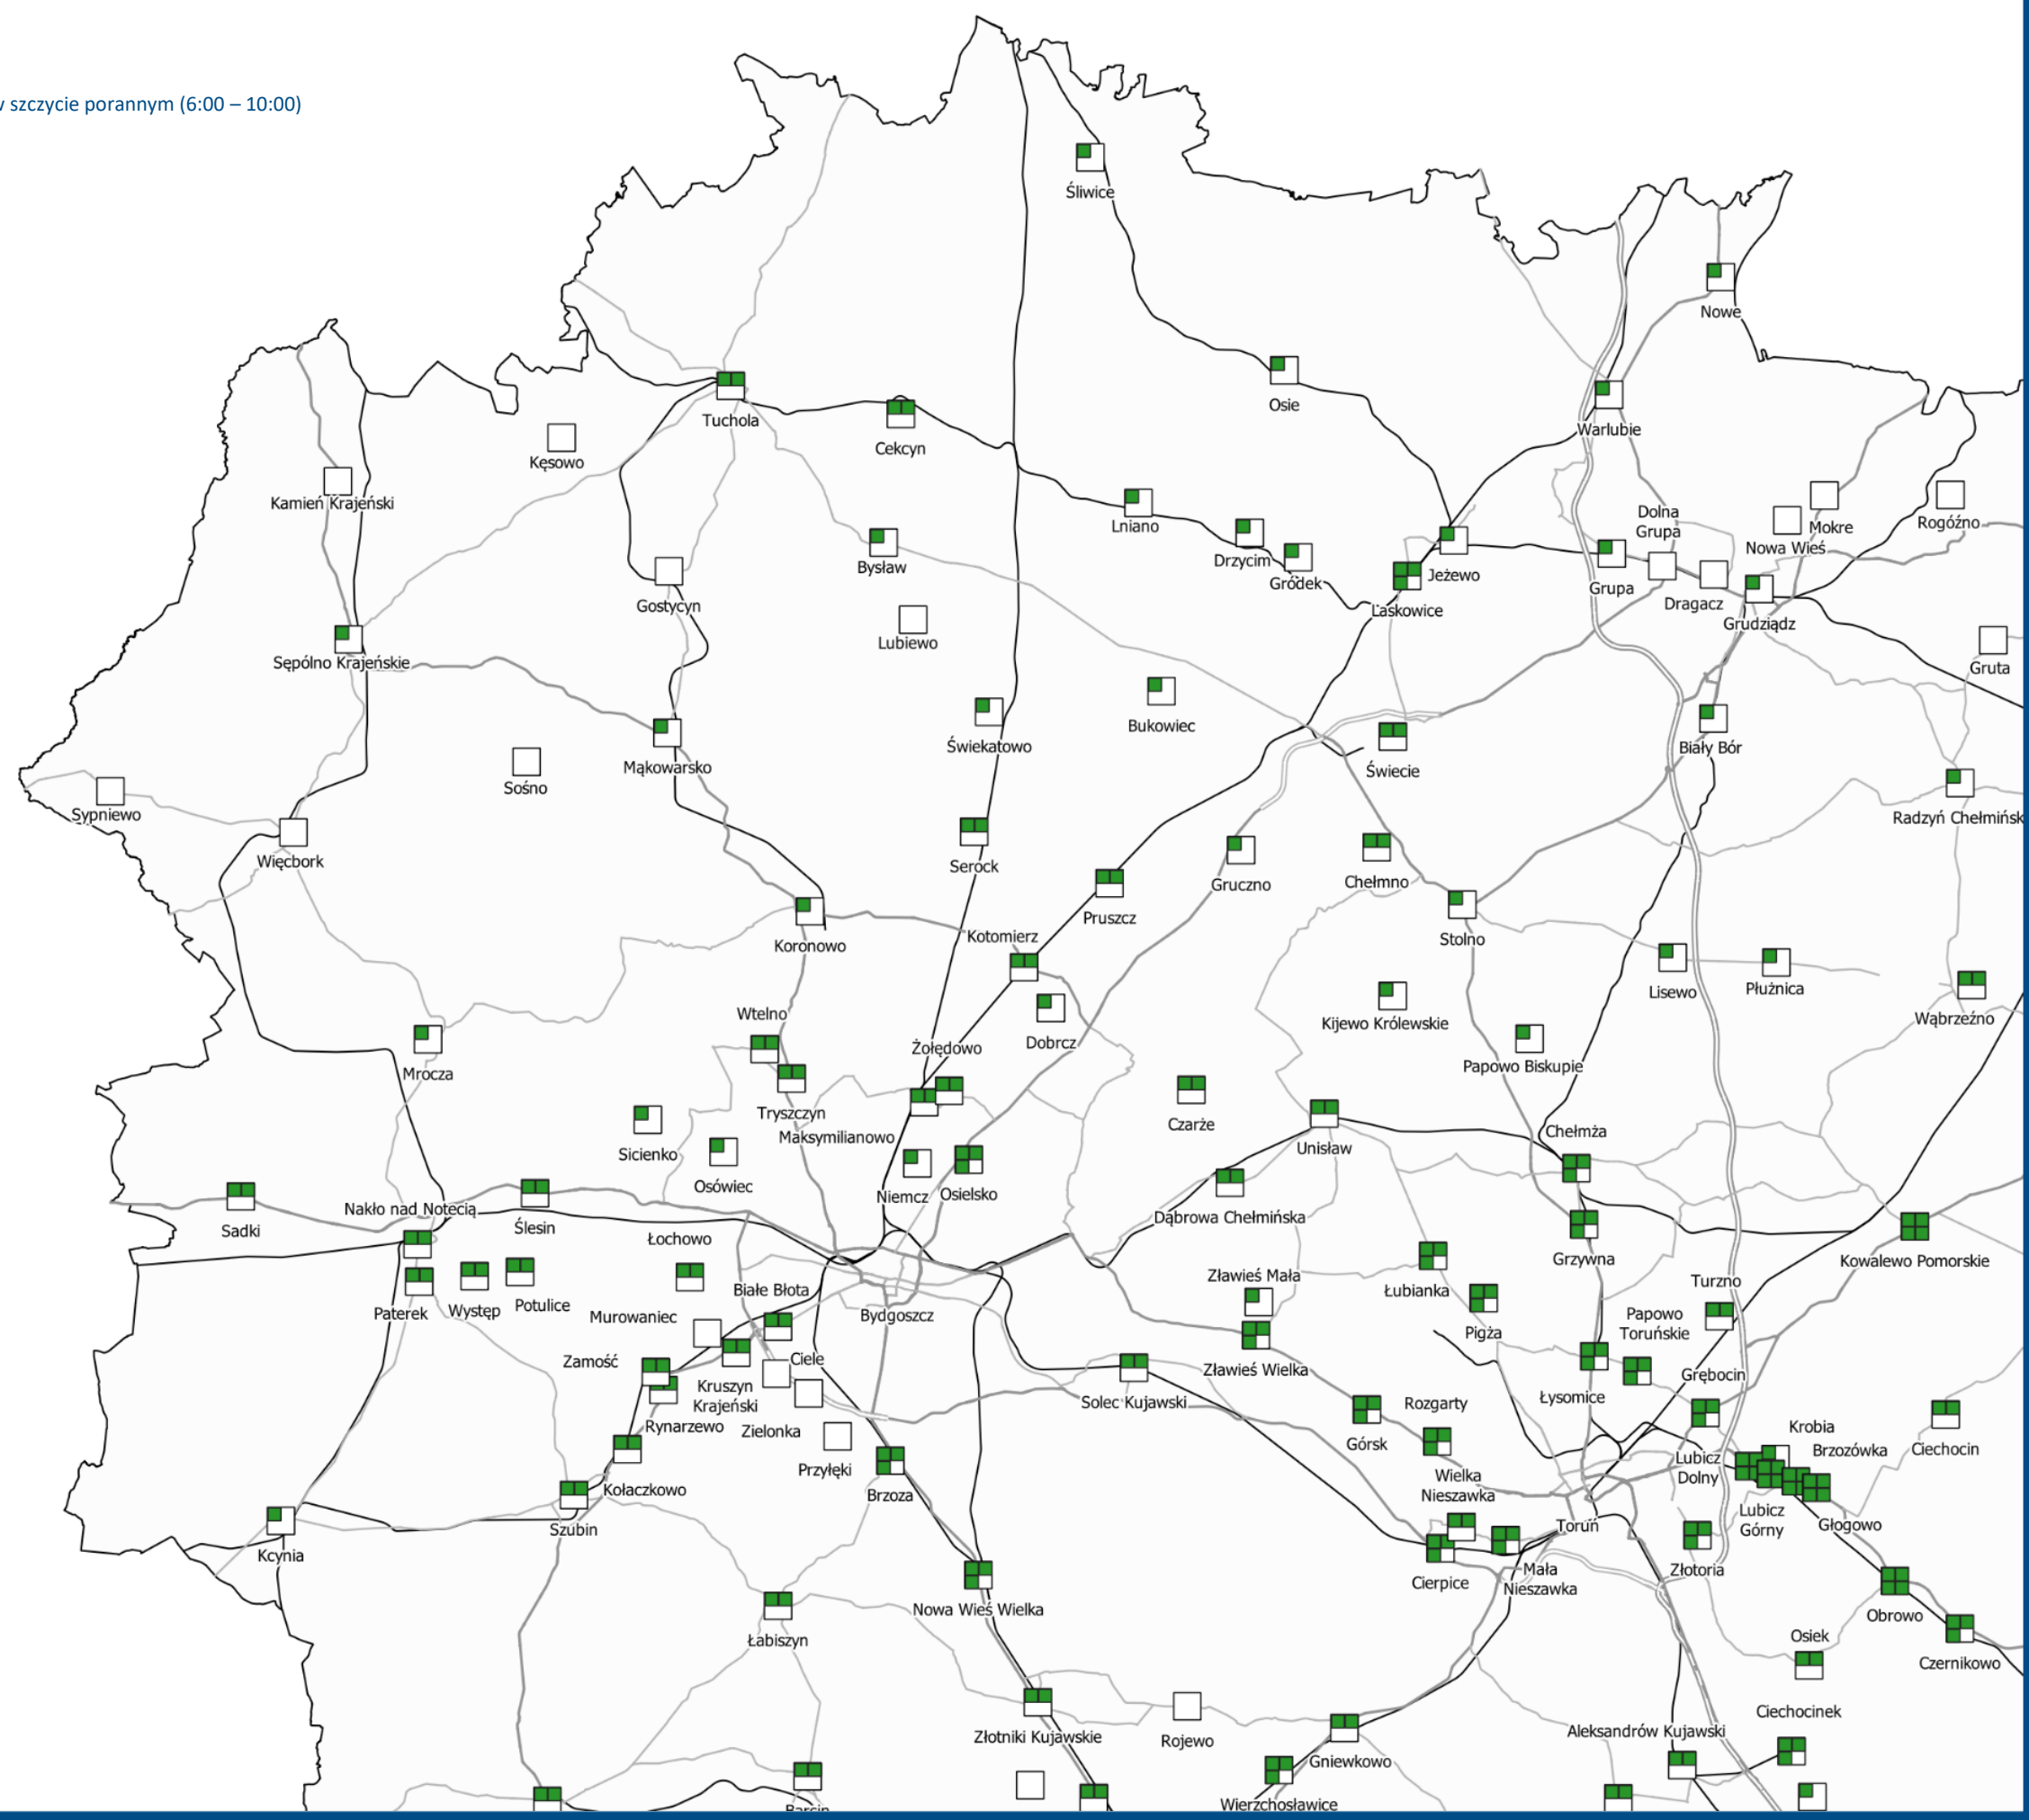 w szczycie porannym (6:00 – 10:00)
Śliwice
Nowe
Osie
Tuchola
Warlubie
Cekcyn
Kęsowo
Kamień Krajeński
Lniano
Dolna
Grupa
Mokre
Rogóźno
Nowa Wieś
Drzycim
Bysław
Gródek
Jeżewo
Grupa
Dragacz
Gostycyn
Laskowice
Grudziądz
Lubiewo
Sępólno Krajeńskie
Gruta
Bukowiec
Świekatowo
Biały Bór
Mąkowarsko
Świecie
Sośno
Sypniewo
Radzyń Chełmińsk
Więcbork
Serock
Chełmno
Gruczno
Pruszcz
Kotomierz
Stolno
Koronowo
Płużnica
Lisewo
Wtelno
Wąbrzeźno
Kijewo Królewskie
Dobrcz
Żołędowo
Papowo Biskupie
Mrocza
Tryszczyn
Czarże
Chełmża
Maksymilianowo
Unisław
Sicienko
Osówiec
Niemcz
Osielsko
Nakło nad Notecią
Dąbrowa Chełmińska
Ślesin
Sadki
Łochowo
Grzywna
Kowalewo Pomorskie
Zławieś Mała
Turzno
Białe Błota
Łubianka
Potulice
Występ
Paterek
Murowaniec
Bydgoszcz
Papowo
Toruńskie
Pigża
Ciele
Zamość
Zławieś Wielka
Grębocin
Kruszyn
Krajeński
Łysomice
Solec Kujawski
Rozgarty
Rynarzewo
Zielonka
Krobia
Górsk
Brzozówka
Ciechocin
Lubicz
Dolny
Przyłęki
Wielka
Nieszawka
Kołaczkowo
Brzoza
Lubicz
Górny
Głogowo
Toruń
Szubin
Kcynia
Złotoria
Mała
Nieszawka
Cierpice
Nowa Wieś Wielka
Obrowo
Osiek
Łabiszyn
Czernikowo
Ciechocinek
Aleksandrów Kujawski
Złotniki Kujawskie
Rojewo
Gniewkowo
Wierzchosławice
Barcin